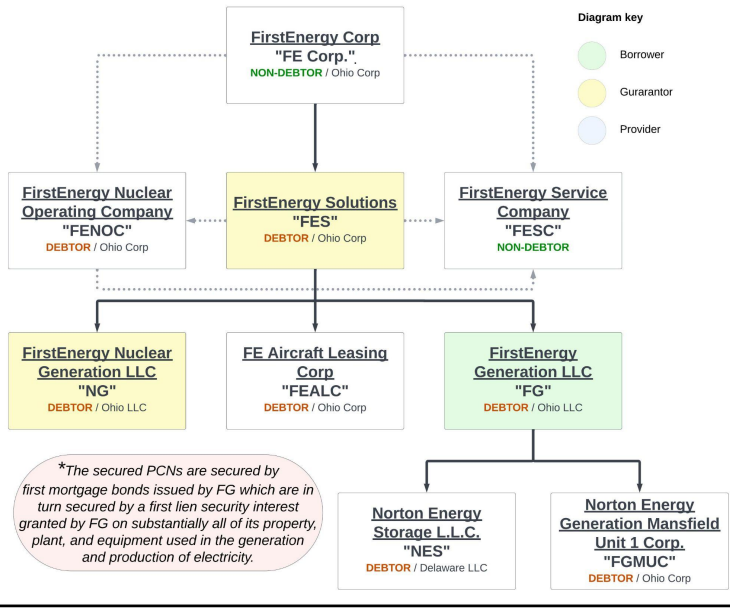 FirstEnergy Corp
"FE Corp."
NON-DEBTOR / Ohio Corp
Diagram key
Borrower
Gurarantor
Provider
FirstEnergy Nuclear
Operating Company
"FENOC"
DEBTOR / Ohio Corp
FirstEnergy Solutions
"FES"
DEBTOR / Ohio Corp
FirstEnergy Service
Company
"FESC"
NON-DEBTOR
FirstEnergy Nuclear
Generation LLC
"NG"
DEBTOR / Ohio LLC
FE Aircraft Leasing
Corp
"FEALC"
DEBTOR / Ohio Corp
FirstEnergy
Generation LLC
"FG"
DEBTOR / Ohio LLC
*The secured PCNs are secured by
first mortgage bonds issued by FG which are in
turn secured by a first lien security interest
granted by FG on substantially all of its property,
plant, and equipment used in the generation
and production of electricity.
Norton Energy
Storage L.L.C.
"NES"
DEBTOR / Delaware LLC
Norton Energy
Generation Mansfield
Unit 1 Corp.
"FGMUC"
DEBTOR / Ohio Corp